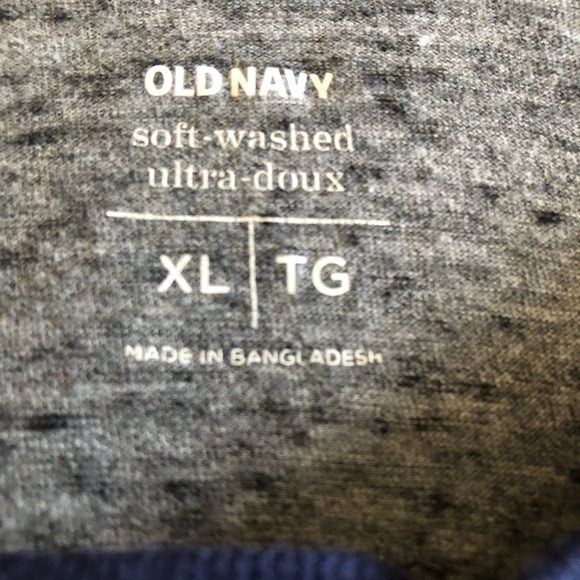 OLD NAVY
soft-washed
ultra-doux
XL | TG
MADE IN BANGLADESH